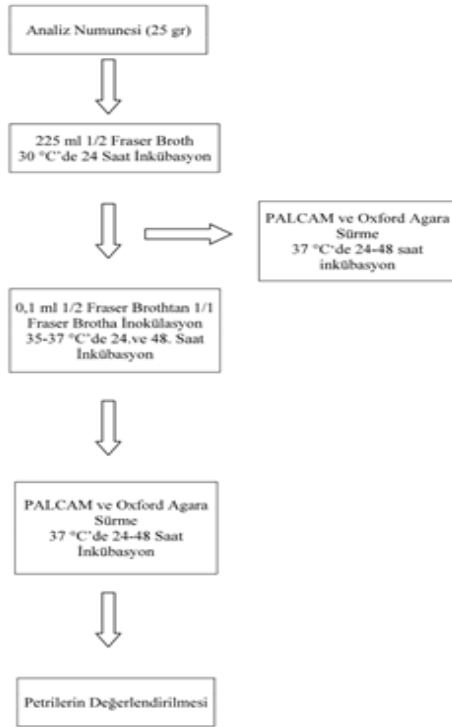 Analiz Numunesi (25 gr)
225 ml 1/2 Fraser Broth
30 °C'de 24 Saat İnkübasyon
PALCAM ve Oxford Agara
Sürme
37 °C'de 24-48 saat
inkübasyon
0,1 ml 1/2 Fraser Brothtan 1/1
Fraser Brotha İnokülasyon
35-37 °C'de 24.ve 48. Saat
İnkübasyon
PALCAM ve Oxford Agara
Sürme
37 °C'de 24-48 Saat
İnkübasyon
Petrilerin Değerlendirilmesi